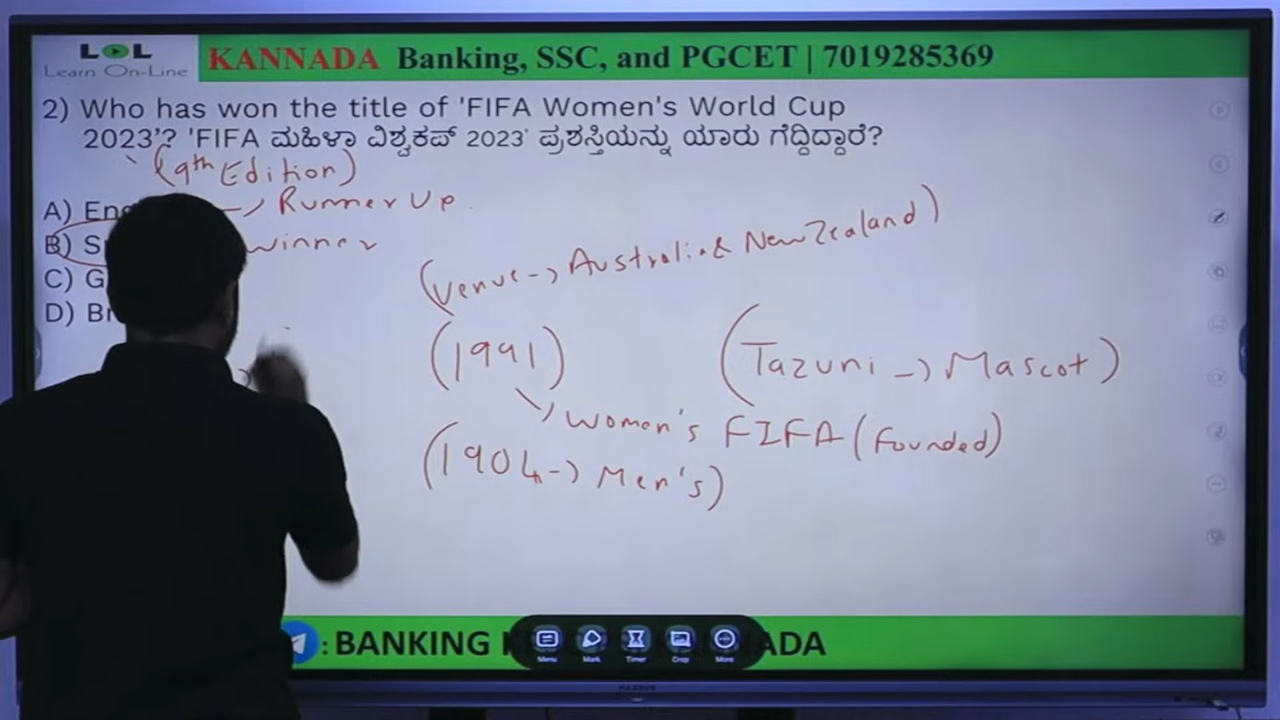 LOL
Learn On-Line
KANNADA Banking, SSC, and PGCET | 7019285369
2) Who has won the title of 'FIFA Women's World Cup
2023'? 'FIFA ಮಹಿಳಾ ವಿಶ್ವಕಪ್ 2023' ಪ್ರಶಸ್ತಿಯನ್ನು ಯಾರು ಗೆದ್ದಿದ್ದಾರೆ?
(9th Edition)
A) Eng -> Runner Up
B) S winner
C) G
D) Br
(Venue -> Australia & New Zealand)
(1991)
(Tazuni -> Mascot)
-> Women's FIFA (Founded)
(1904 -> Men's)
: BANKING K ADA
Menu
Mark
Timer
Crop
More